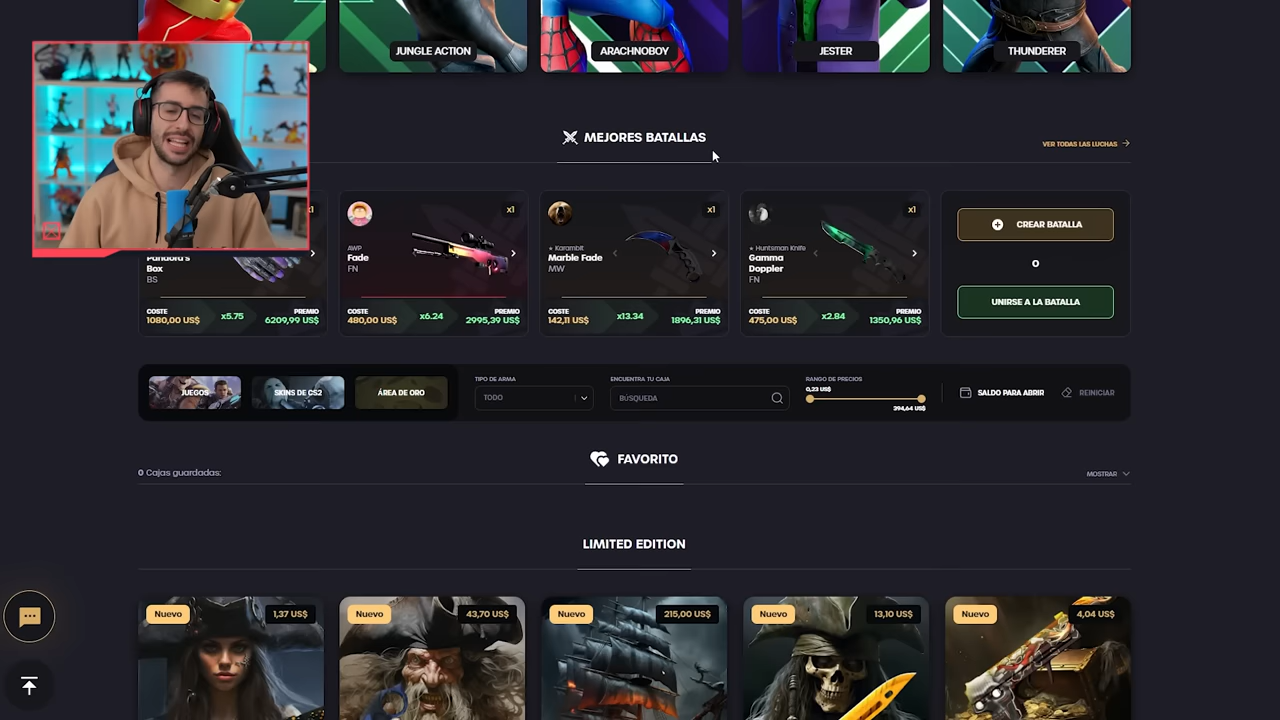 JUNGLE ACTION
ARACHNOBOY
JESTER
THUNDERER
MEJORES BATALLAS
VER TODAS LAS LUCHAS
x1
Pandora's
Box
BS
COSTE
1080,00 US$
x5.75
PREMIO
6209,99 US$
x1
AWP
Fade
FN
COSTE
480,00 US$
x6.24
PREMIO
2995,39 US$
x1
★ Karambit
Marble Fade
MW
COSTE
142,11 US$
x13.34
PREMIO
1896,31 US$
x1
★ Huntsman Knife
Gamma
Doppler
FN
COSTE
475,00 US$
x2.84
PREMIO
1350,96 US$
CREAR BATALLA
O
UNIRSE A LA BATALLA
JUEGOS
SKINS DE CS2
ÁREA DE ORO
TIPO DE ARMA
TODO
ENCUENTRA TU CAJA
BÚSQUEDA
RANGO DE PRECIOS
0,23 US$
394,64 US$
SALDO PARA ABRIR
REINICIAR
FAVORITO
0 Cajas guardadas:
MOSTRAR
LIMITED EDITION
Nuevo
1,37 US$
Nuevo
43,70 US$
Nuevo
215,00 US$
Nuevo
13,10 US$
Nuevo
4,04 US$